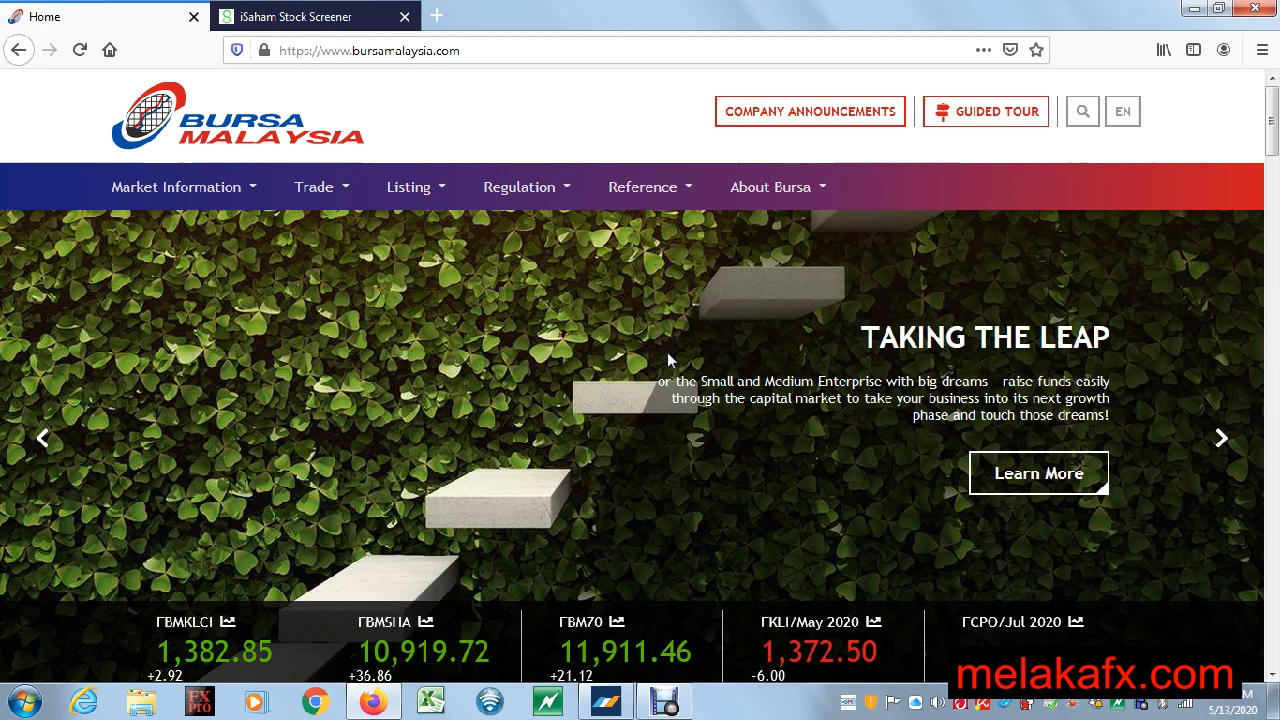 Home
iSaham Stock Screener
https://www.bursamalaysia.com
BURSA
MALAYSIA
COMPANY ANNOUNCEMENTS
GUIDED TOUR
EN
Market Information
Trade
Listing
Regulation
Reference
About Bursa
TAKING THE LEAP
or the Small and Medium Enterprise with big dreams raise funds easily
through the capital market to take your business into its next growth
phase and touch those dreams!
Learn More
FBMKLCI
1,382.85
+2.92
FBMSHA
10,919.72
+36.86
FBM70
11,911.46
+21.12
FKLI/May 2020
1,372.50
-6.00
FCPO/Jul 2020
melakafx.com
FX
PTO
5/13/2020